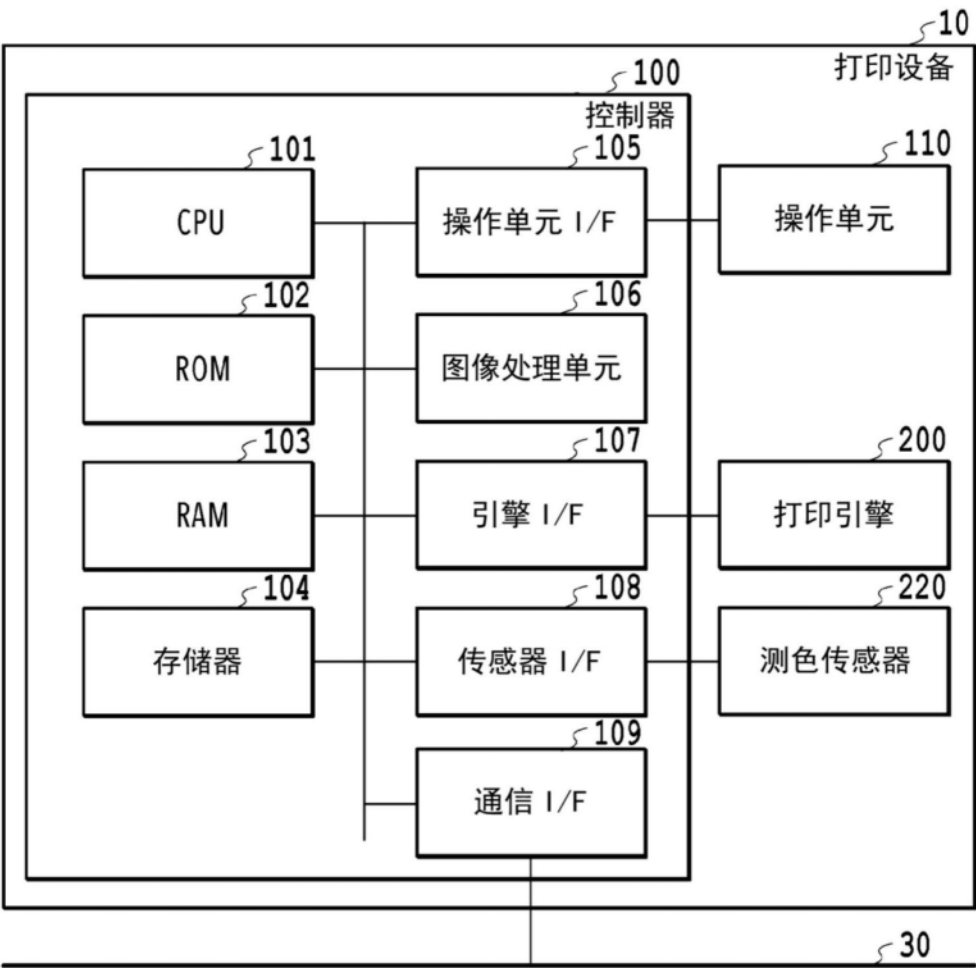 10
打印设备
100
控制器
101
CPU
105
操作单元 I/F
110
操作单元
102
ROM
106
图像处理单元
103
RAM
107
引擎 I/F
200
打印引擎
104
存储器
108
传感器 I/F
220
测色传感器
109
通信 I/F
30